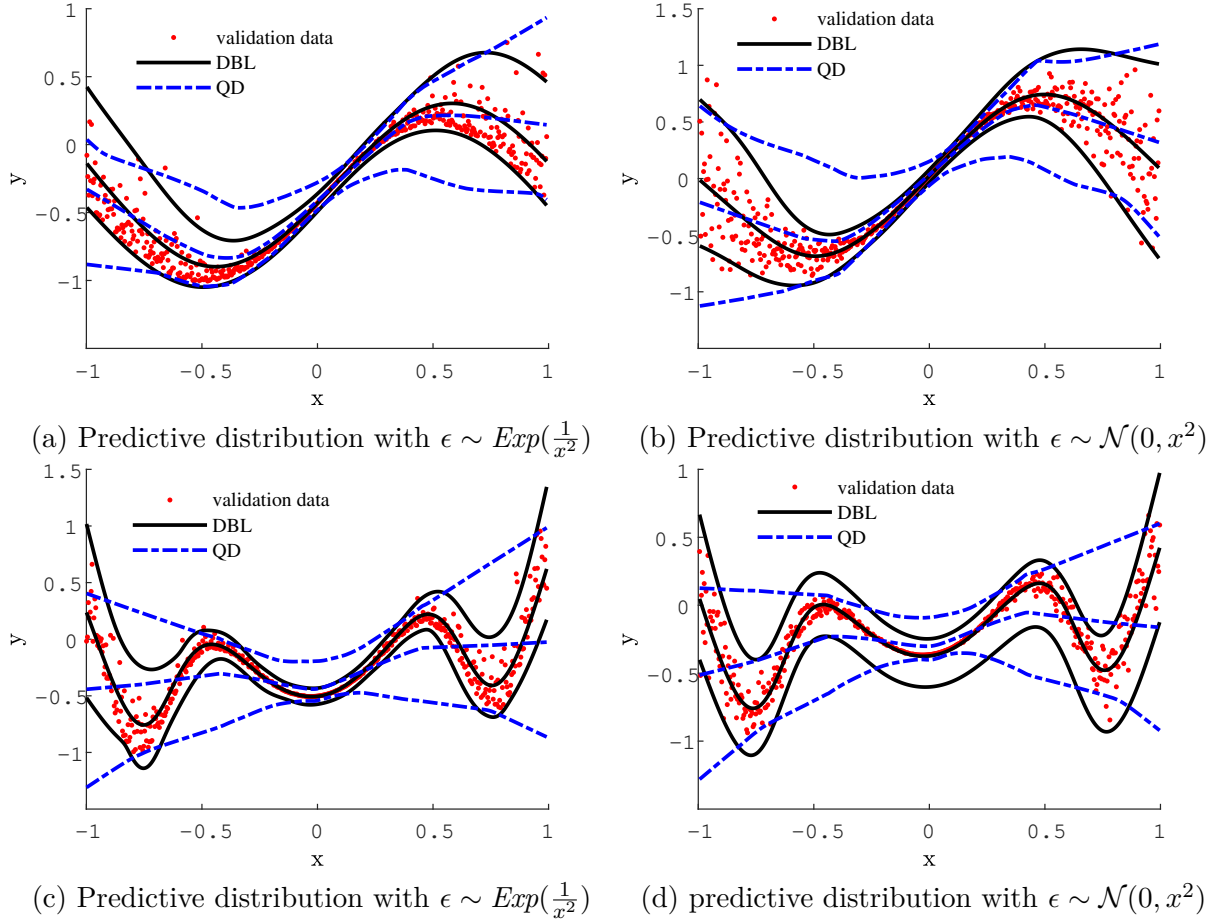 validation data
DBL
QD
1
0.5
0
−0.5
−1
y
−1 −0.5 0 0.5 1
x
(a) Predictive distribution with ϵ ∼ Exp(1/x²)
validation data
DBL
QD
1.5
1
0.5
0
−0.5
−1
y
−1 −0.5 0 0.5 1
x
(b) Predictive distribution with ϵ ∼ N(0, x²)
validation data
DBL
QD
1.5
1
0.5
0
−0.5
−1
y
−1 −0.5 0 0.5 1
x
(c) Predictive distribution with ϵ ∼ Exp(1/x²)
validation data
DBL
QD
1
0.5
0
−0.5
−1
y
−1 −0.5 0 0.5 1
x
(d) predictive distribution with ϵ ∼ N(0, x²)